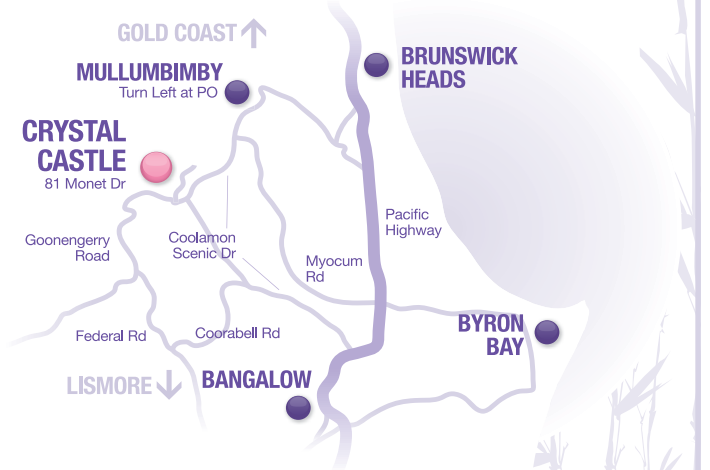 GOLD COAST
MULLUMBIMBY
Turn Left at PO
BRUNSWICK
HEADS
CRYSTAL
CASTLE
81 Monet Dr
Goonengerry
Road
Coolamon
Scenic Dr
Pacific
Highway
Myocum
Rd
Federal Rd
Coorabell Rd
BYRON
BAY
LISMORE
BANGALOW